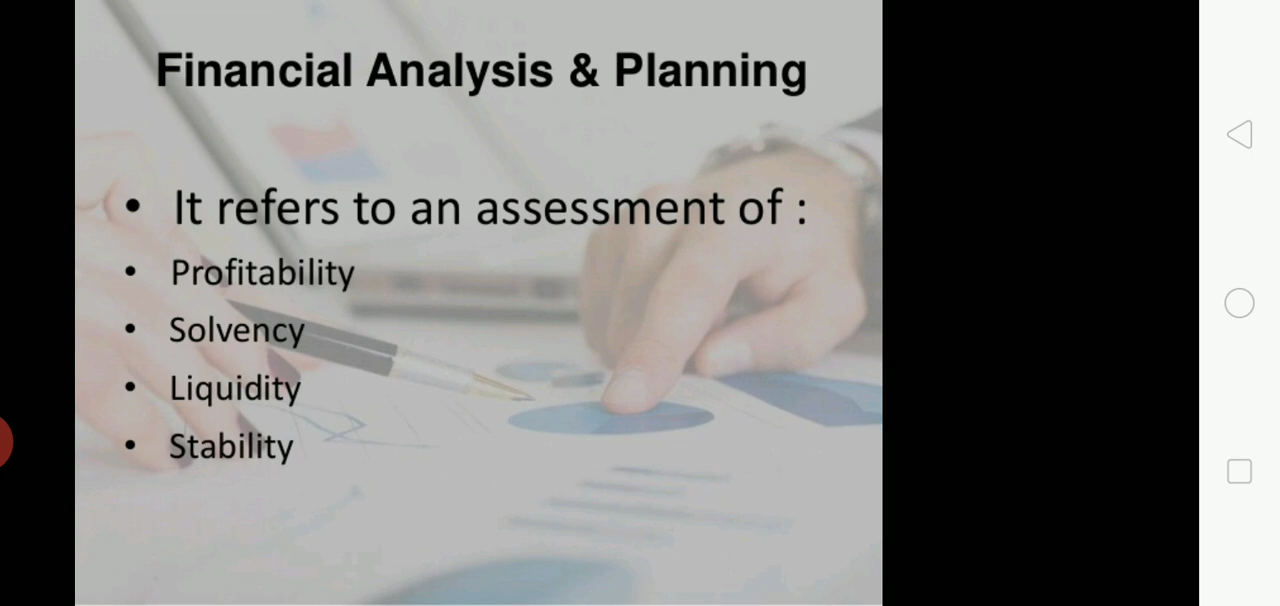 Financial Analysis & Planning
• It refers to an assessment of :
• Profitability
• Solvency
• Liquidity
• Stability